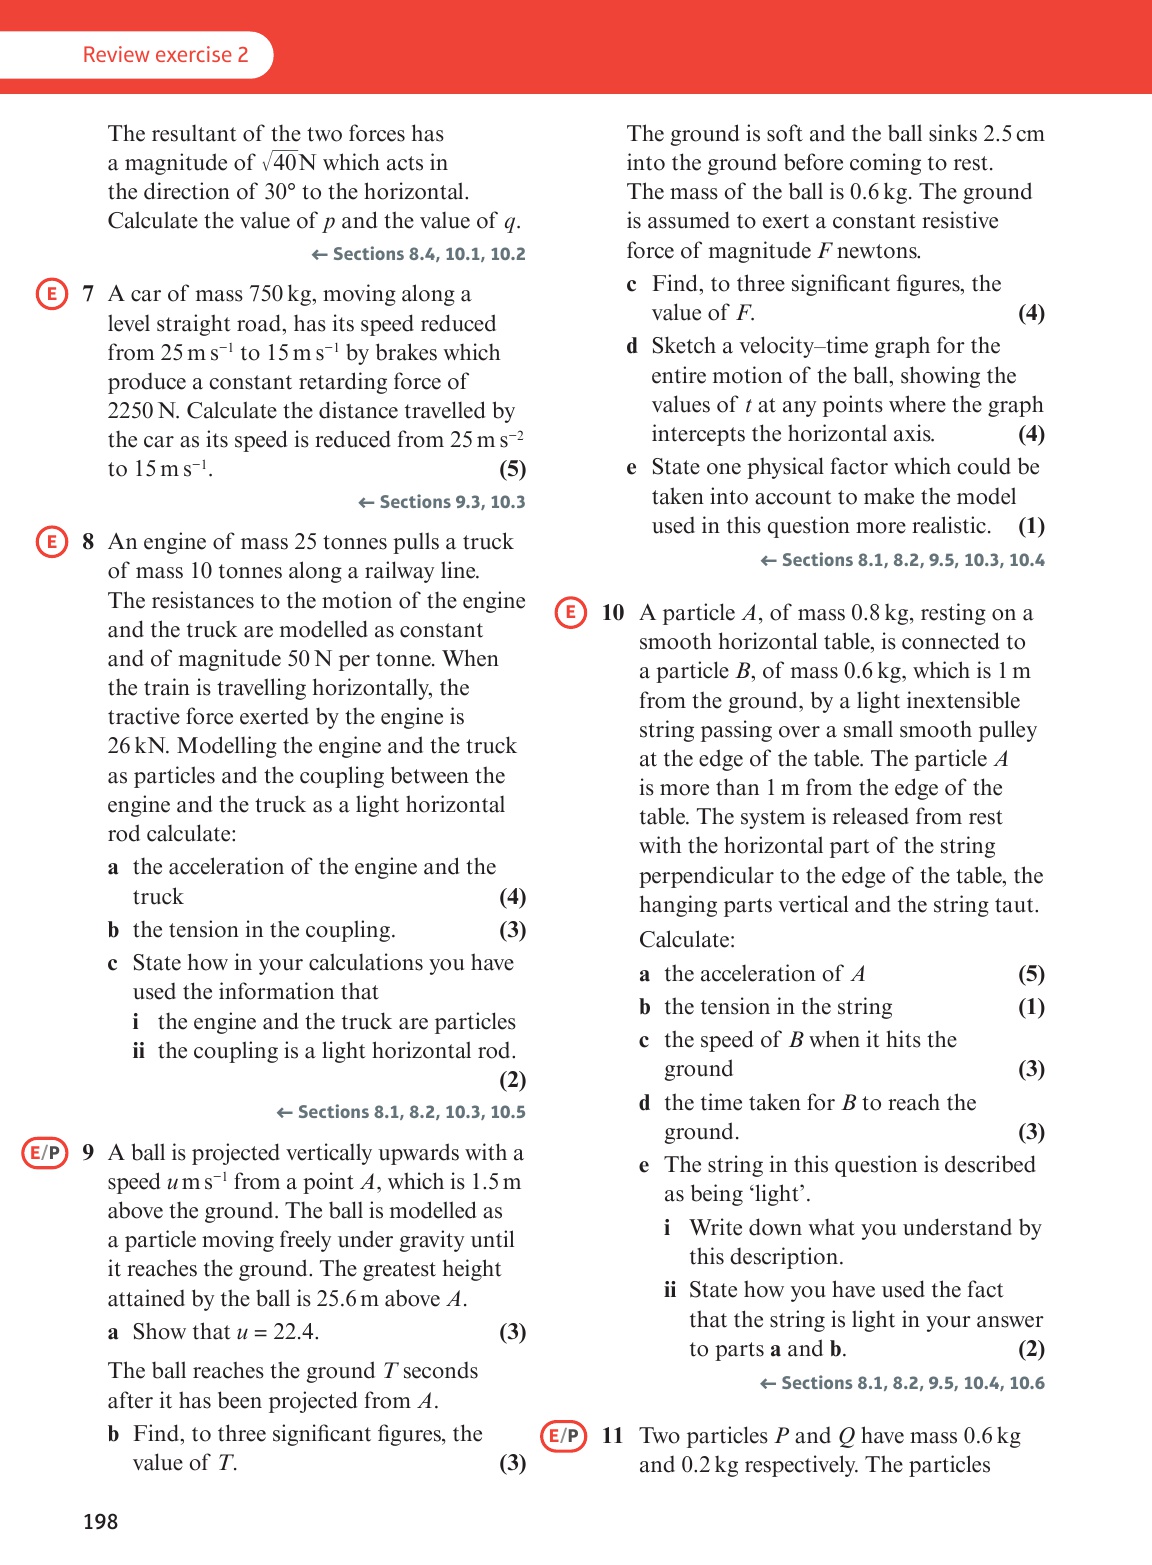 Review exercise 2
The resultant of the two forces has
a magnitude of √40 N which acts in
the direction of 30° to the horizontal.
Calculate the value of p and the value of q.
← Sections 8.4, 10.1, 10.2
E 7 A car of mass 750 kg, moving along a
level straight road, has its speed reduced
from 25 m s⁻¹ to 15 m s⁻¹ by brakes which
produce a constant retarding force of
2250 N. Calculate the distance travelled by
the car as its speed is reduced from 25 m s⁻²
to 15 m s⁻¹. (5)
← Sections 9.3, 10.3
E 8 An engine of mass 25 tonnes pulls a truck
of mass 10 tonnes along a railway line.
The resistances to the motion of the engine
and the truck are modelled as constant
and of magnitude 50 N per tonne. When
the train is travelling horizontally, the
tractive force exerted by the engine is
26 kN. Modelling the engine and the truck
as particles and the coupling between the
engine and the truck as a light horizontal
rod calculate:
a the acceleration of the engine and the
truck (4)
b the tension in the coupling. (3)
c State how in your calculations you have
used the information that
i the engine and the truck are particles
ii the coupling is a light horizontal rod.
(2)
← Sections 8.1, 8.2, 10.3, 10.5
E/P 9 A ball is projected vertically upwards with a
speed u m s⁻¹ from a point A, which is 1.5 m
above the ground. The ball is modelled as
a particle moving freely under gravity until
it reaches the ground. The greatest height
attained by the ball is 25.6 m above A.
a Show that u = 22.4. (3)
The ball reaches the ground T seconds
after it has been projected from A.
b Find, to three significant figures, the
value of T. (3)
The ground is soft and the ball sinks 2.5 cm
into the ground before coming to rest.
The mass of the ball is 0.6 kg. The ground
is assumed to exert a constant resistive
force of magnitude F newtons.
c Find, to three significant figures, the
value of F. (4)
d Sketch a velocity–time graph for the
entire motion of the ball, showing the
values of t at any points where the graph
intercepts the horizontal axis. (4)
e State one physical factor which could be
taken into account to make the model
used in this question more realistic. (1)
← Sections 8.1, 8.2, 9.5, 10.3, 10.4
E 10 A particle A, of mass 0.8 kg, resting on a
smooth horizontal table, is connected to
a particle B, of mass 0.6 kg, which is 1 m
from the ground, by a light inextensible
string passing over a small smooth pulley
at the edge of the table. The particle A
is more than 1 m from the edge of the
table. The system is released from rest
with the horizontal part of the string
perpendicular to the edge of the table, the
hanging parts vertical and the string taut.
Calculate:
a the acceleration of A (5)
b the tension in the string (1)
c the speed of B when it hits the
ground (3)
d the time taken for B to reach the
ground. (3)
e The string in this question is described
as being ‘light’.
i Write down what you understand by
this description.
ii State how you have used the fact
that the string is light in your answer
to parts a and b. (2)
← Sections 8.1, 8.2, 9.5, 10.4, 10.6
E/P 11 Two particles P and Q have mass 0.6 kg
and 0.2 kg respectively. The particles
198